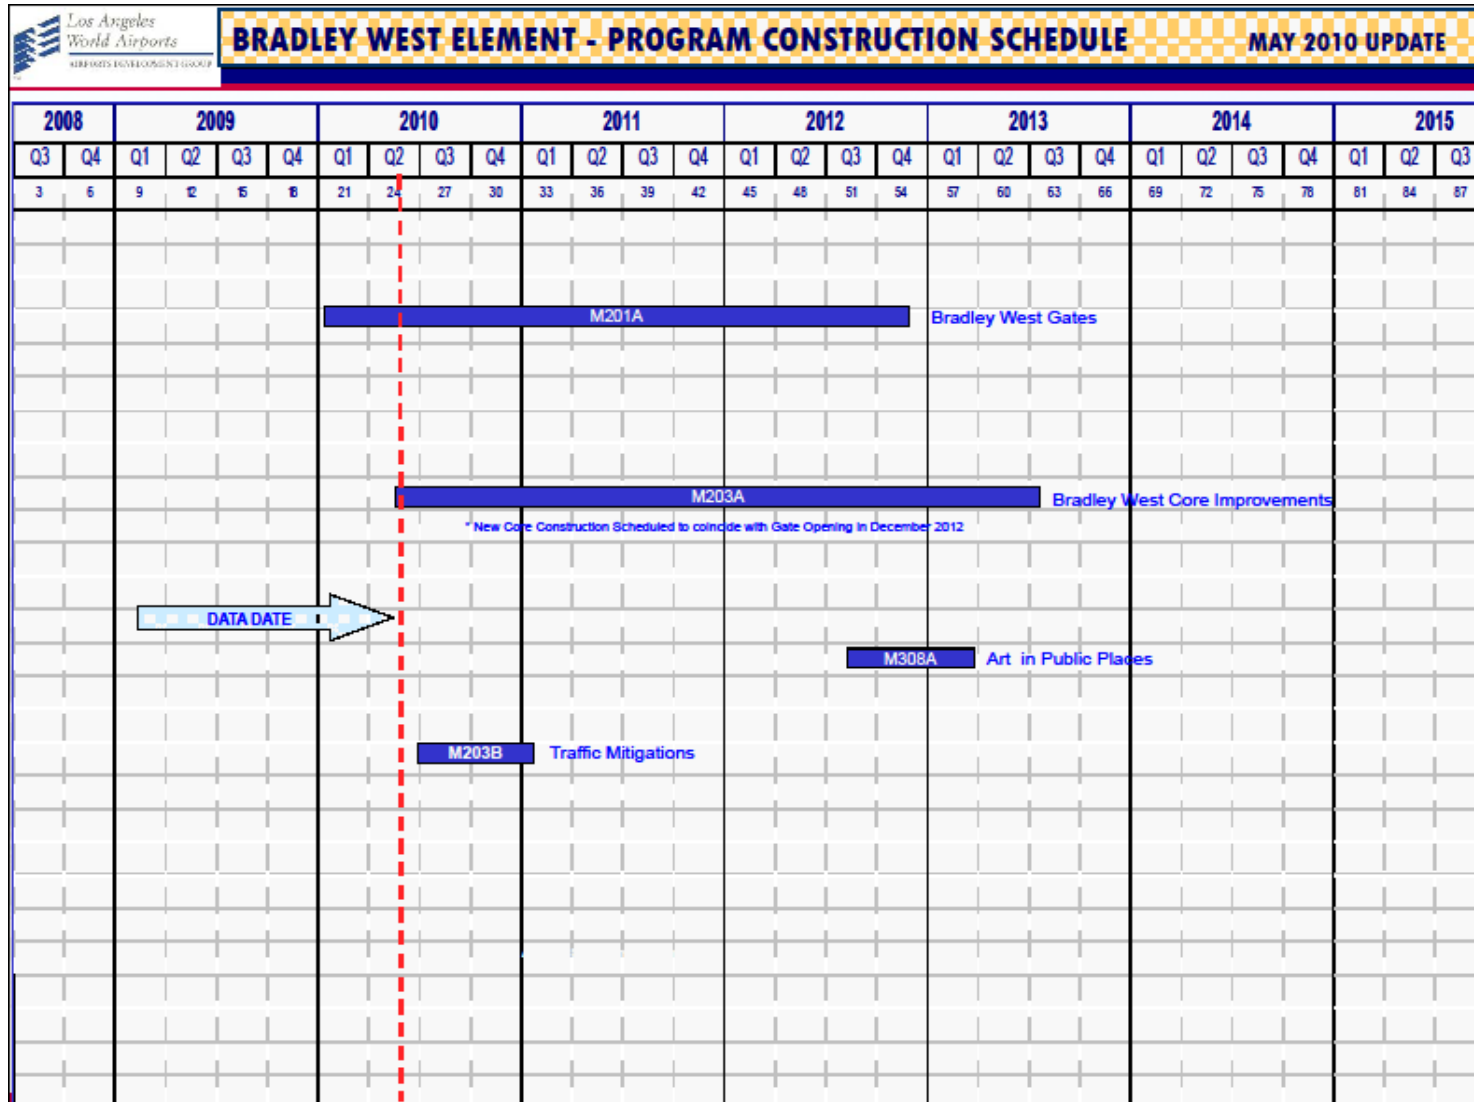 Los Angeles
World Airports
AIRPORTS DEVELOPMENT GROUP
BRADLEY WEST ELEMENT - PROGRAM CONSTRUCTION SCHEDULE MAY 2010 UPDATE
2008 2009 2010 2011 2012 2013 2014 2015
Q3 Q4 Q1 Q2 Q3 Q4 Q1 Q2 Q3 Q4 Q1 Q2 Q3 Q4 Q1 Q2 Q3 Q4 Q1 Q2 Q3 Q4 Q1 Q2 Q3 Q4 Q1 Q2 Q3
3 6 9 12 15 18 21 24 27 30 33 36 39 42 45 48 51 54 57 60 63 66 69 72 75 78 81 84 87
M201A Bradley West Gates
M203A Bradley West Core Improvements
* New Core Construction Scheduled to coincide with Gate Opening in December 2012
DATA DATE
M308A Art in Public Places
M203B Traffic Mitigations